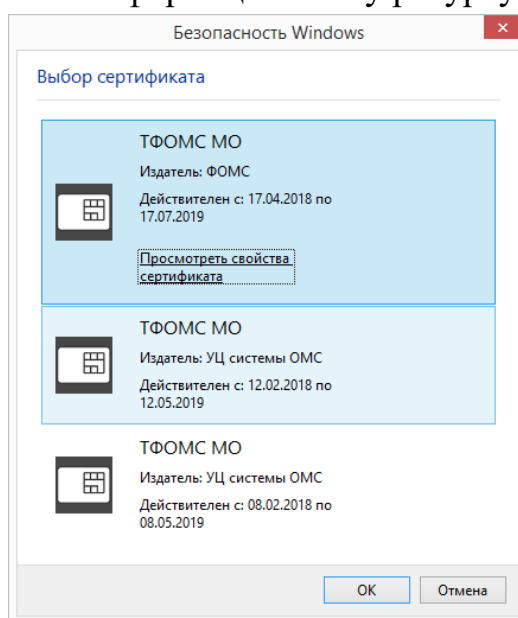 Безопасность Windows
Выбор сертификата
ТФОМС МО
Издатель: ФОМС
Действителен с: 17.04.2018 по
17.07.2019
Просмотреть свойства
сертификата
ТФОМС МО
Издатель: УЦ системы ОМС
Действителен с: 12.02.2018 по
12.05.2019
ТФОМС МО
Издатель: УЦ системы ОМС
Действителен с: 08.02.2018 по
08.05.2019
ОК
Отмена